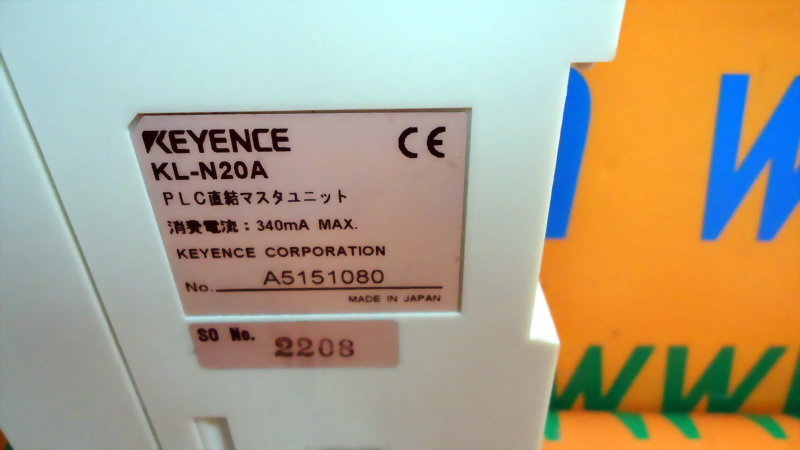 KEYENCE CE
KL-N20A
PLC直結マスタユニット
消費電流：340mA MAX.
KEYENCE CORPORATION
No. A5151080
MADE IN JAPAN
SO No. 2208
W
WW